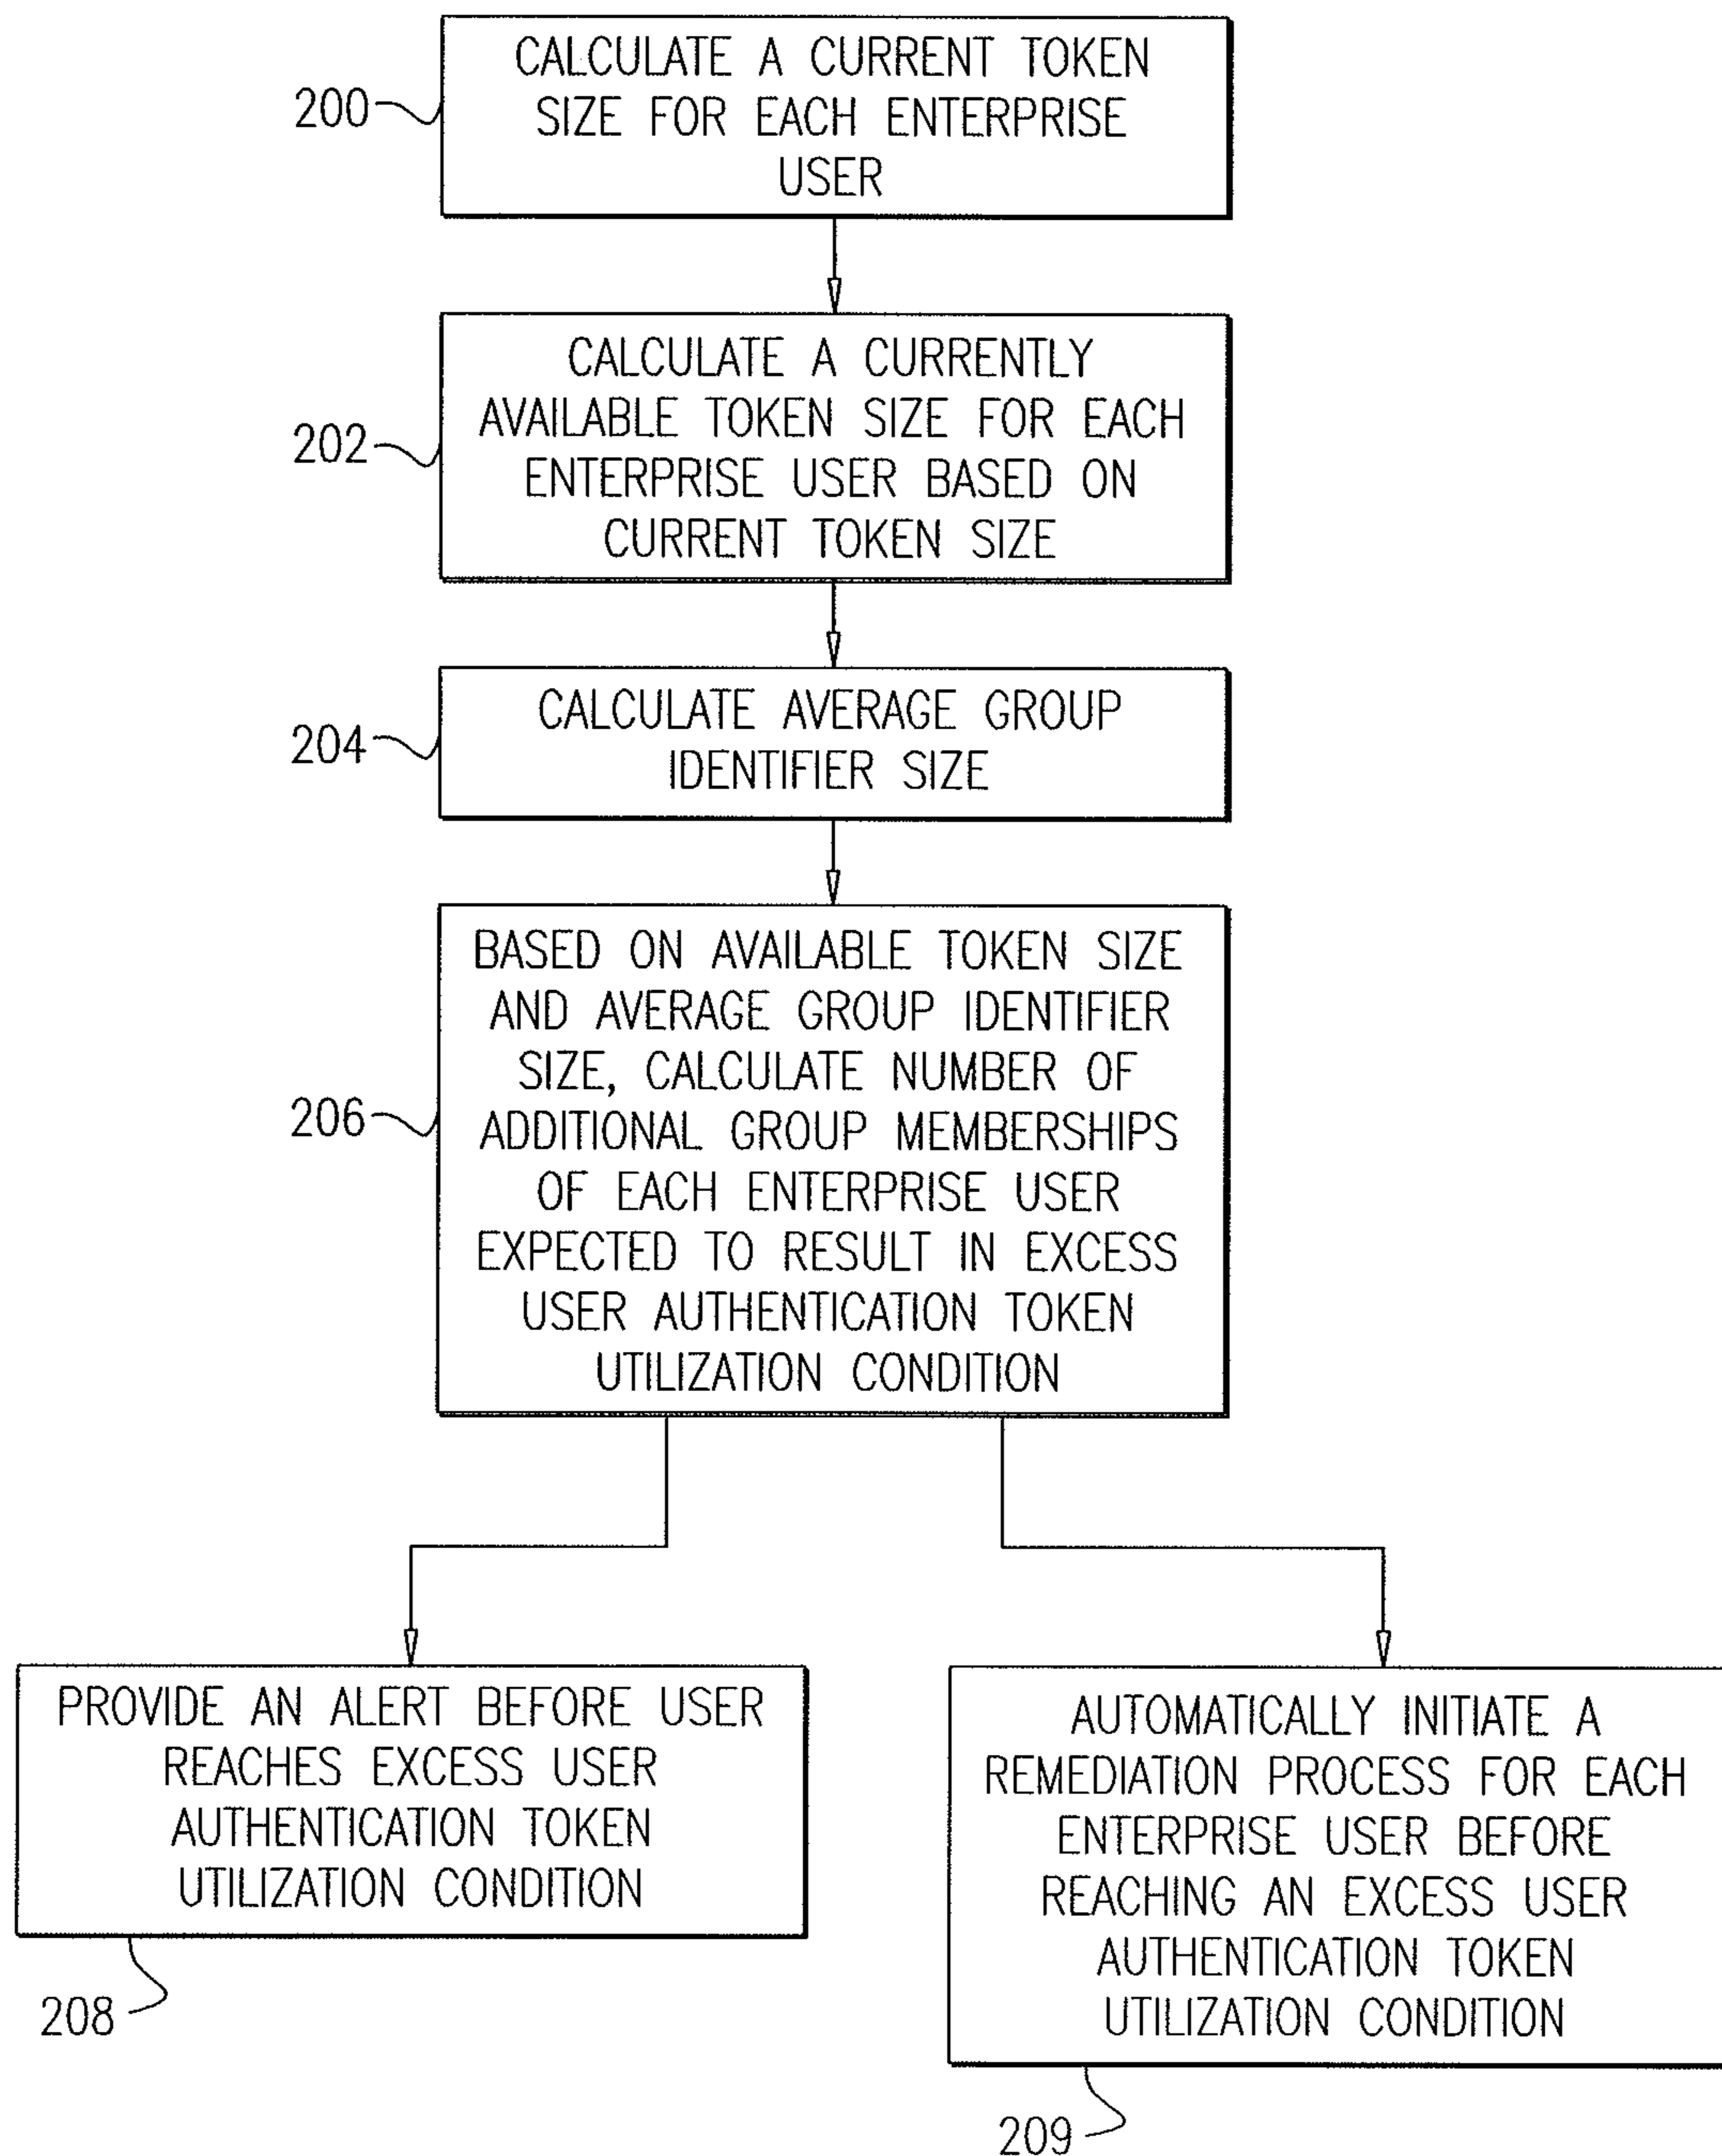 CALCULATE A CURRENT TOKEN
SIZE FOR EACH ENTERPRISE
USER
200
CALCULATE A CURRENTLY
AVAILABLE TOKEN SIZE FOR EACH
ENTERPRISE USER BASED ON
CURRENT TOKEN SIZE
202
CALCULATE AVERAGE GROUP
IDENTIFIER SIZE
204
BASED ON AVAILABLE TOKEN SIZE
AND AVERAGE GROUP IDENTIFIER
SIZE, CALCULATE NUMBER OF
ADDITIONAL GROUP MEMBERSHIPS
OF EACH ENTERPRISE USER
EXPECTED TO RESULT IN EXCESS
USER AUTHENTICATION TOKEN
UTILIZATION CONDITION
206
PROVIDE AN ALERT BEFORE USER
REACHES EXCESS USER
AUTHENTICATION TOKEN
UTILIZATION CONDITION
208
AUTOMATICALLY INITIATE A
REMEDIATION PROCESS FOR EACH
ENTERPRISE USER BEFORE
REACHING AN EXCESS USER
AUTHENTICATION TOKEN
UTILIZATION CONDITION
209